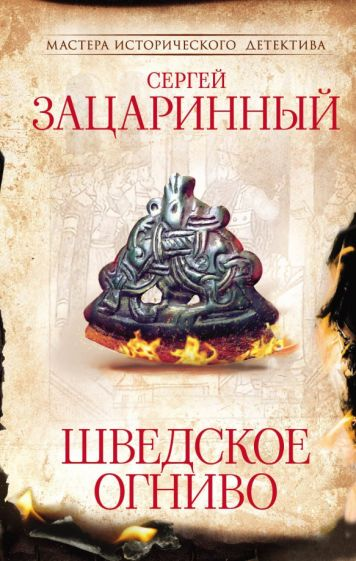 МАСТЕРА ИСТОРИЧЕСКОГО ДЕТЕКТИВА
СЕРГЕЙ
ЗАЦАРИННЫЙ
ШВЕДСКОЕ
ОГНИВО